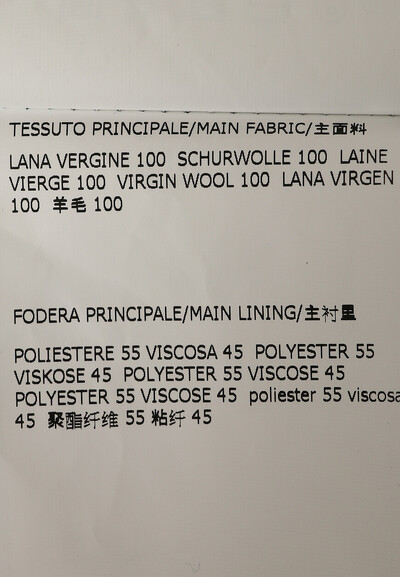 TESSUTO PRINCIPALE/MAIN FABRIC/主面料
LANA VERGINE 100 SCHURWOLLE 100 LAINE
VIERGE 100 VIRGIN WOOL 100 LANA VIRGEN
100 羊毛 100
FODERA PRINCIPALE/MAIN LINING/主衬里
POLIESTERE 55 VISCOSA 45 POLYESTER 55
VISKOSE 45 POLYESTER 55 VISCOSE 45
POLYESTER 55 VISCOSE 45 poliester 55 viscosa
45 聚酯纤维 55 粘纤 45